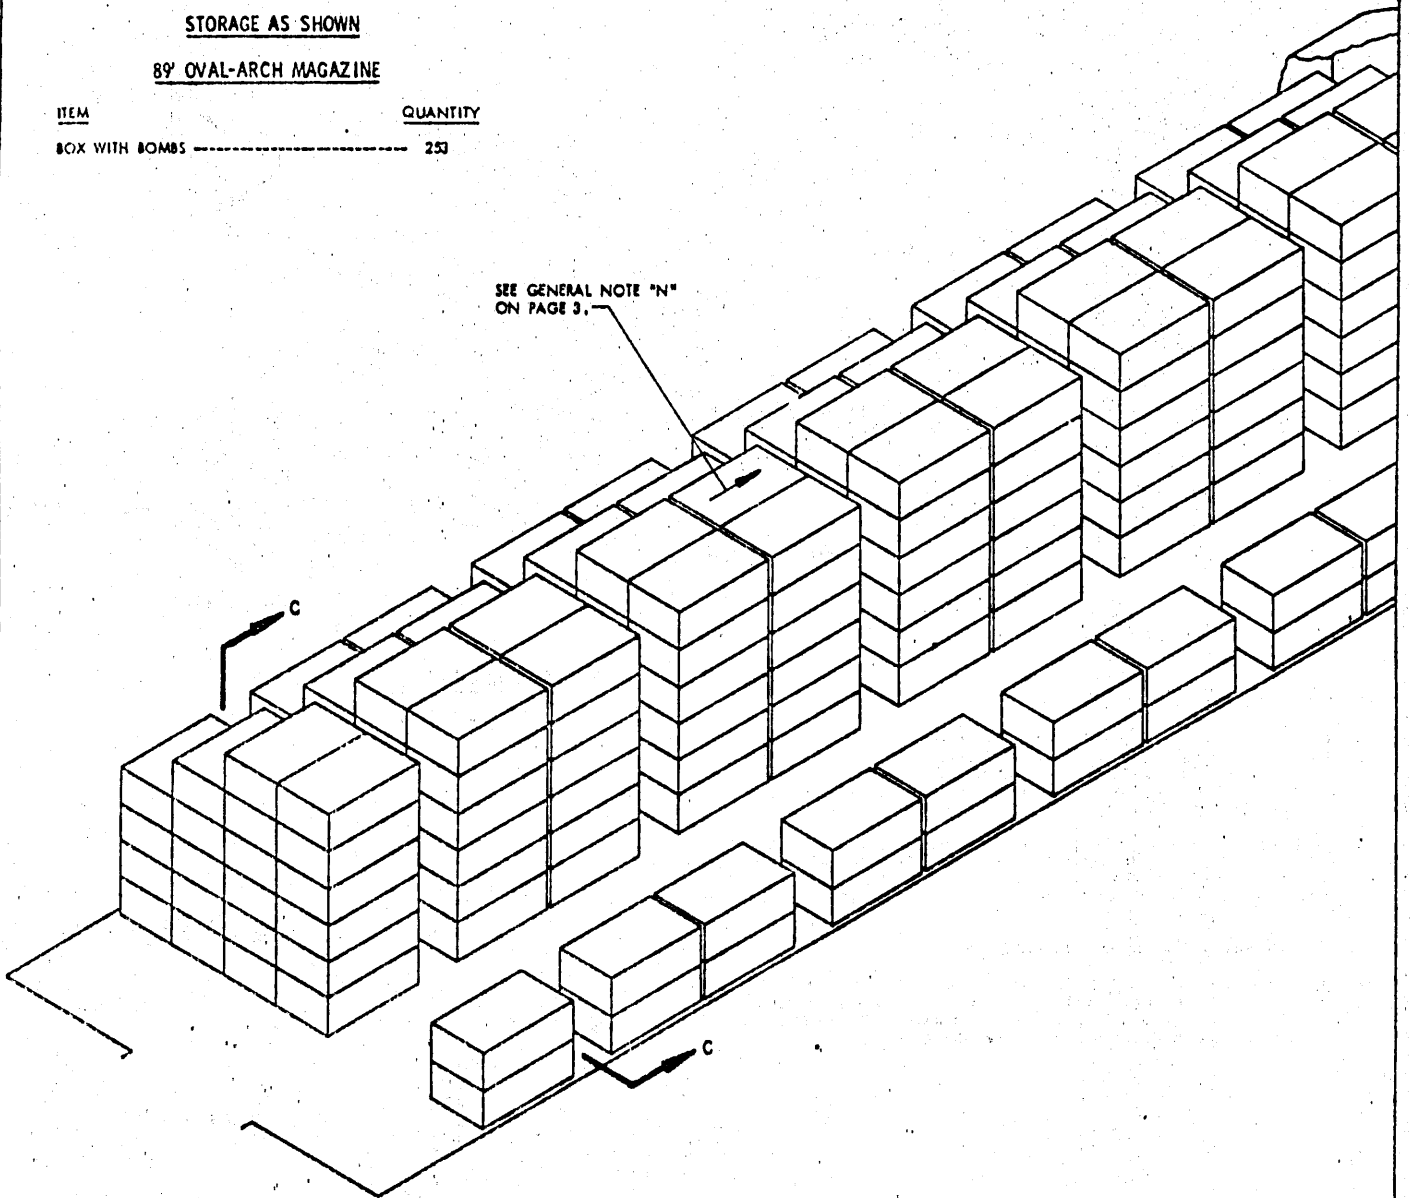 STORAGE AS SHOWN
89' OVAL-ARCH MAGAZINE
ITEM QUANTITY
BOX WITH BOMBS ---------------------------- 253
SEE GENERAL NOTE "N"
ON PAGE 3.
C
C